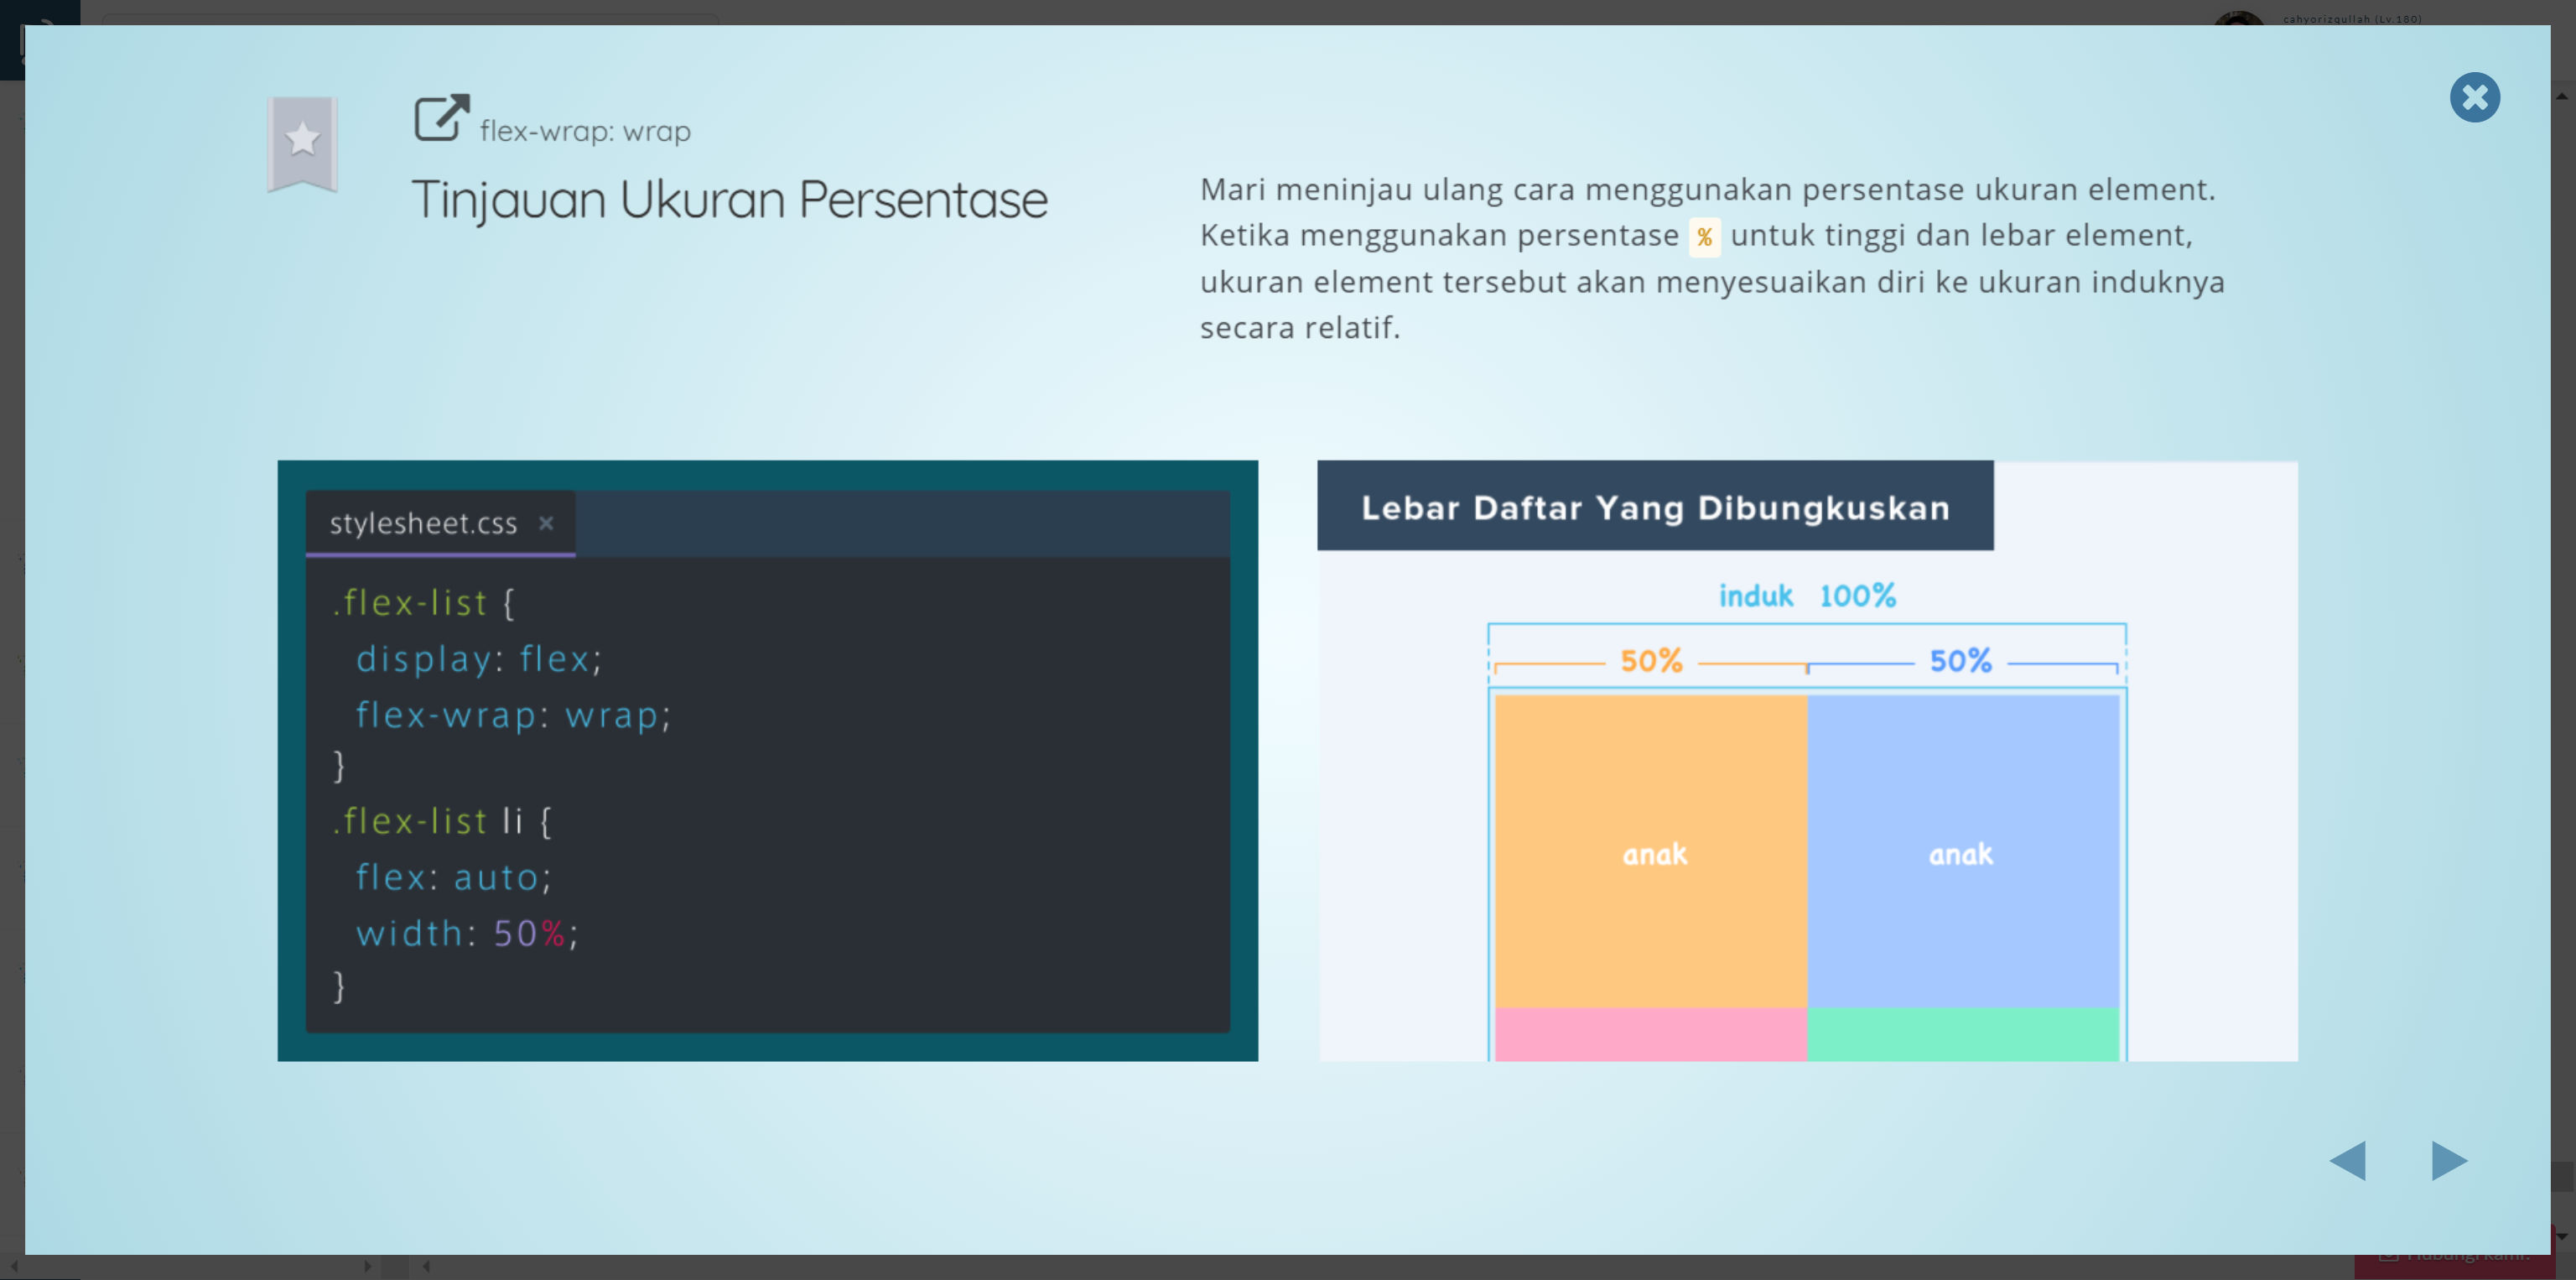 cahyorizqullah (Lv.180)
flex-wrap: wrap
Tinjauan Ukuran Persentase
Mari meninjau ulang cara menggunakan persentase ukuran element.
Ketika menggunakan persentase % untuk tinggi dan lebar element,
ukuran element tersebut akan menyesuaikan diri ke ukuran induknya
secara relatif.
stylesheet.css ×
.flex-list {
display: flex;
flex-wrap: wrap;
}
.flex-list li {
flex: auto;
width: 50%;
}
Lebar Daftar Yang Dibungkuskan
induk 100%
50% 50%
anak anak
Hubungi kami